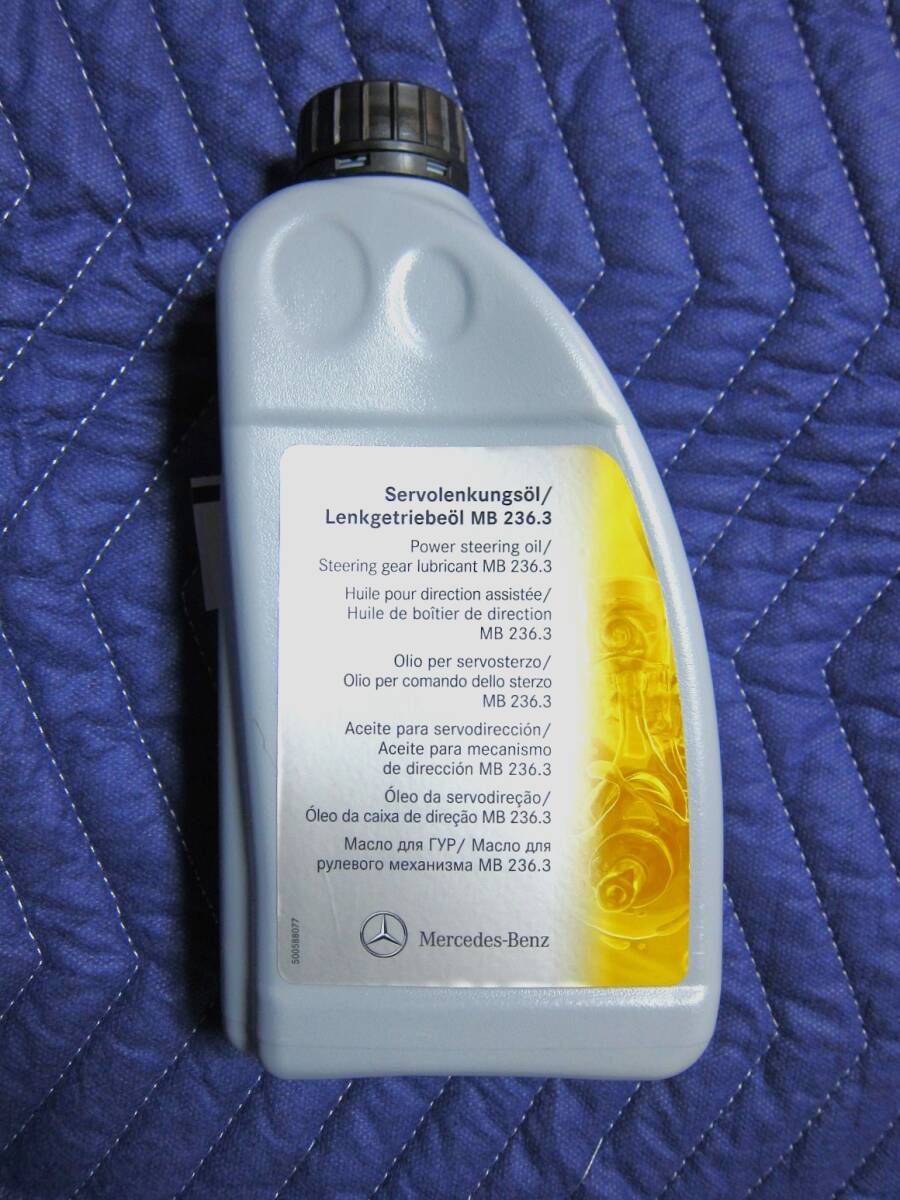 Servolenkungsöl/
Lenkgetriebeöl MB 236.3
Power steering oil/
Steering gear lubricant MB 236.3
Huile pour direction assistée/
Huile de boîtier de direction
MB 236.3
Olio per servosterzo/
Olio per comando dello sterzo
MB 236.3
Aceite para servodirección/
Aceite para mecanismo
de dirección MB 236.3
Óleo da servodireção/
Óleo da caixa de direção MB 236.3
Масло для ГУР/ Масло для
рулевого механизма MB 236.3
Mercedes-Benz
500588077